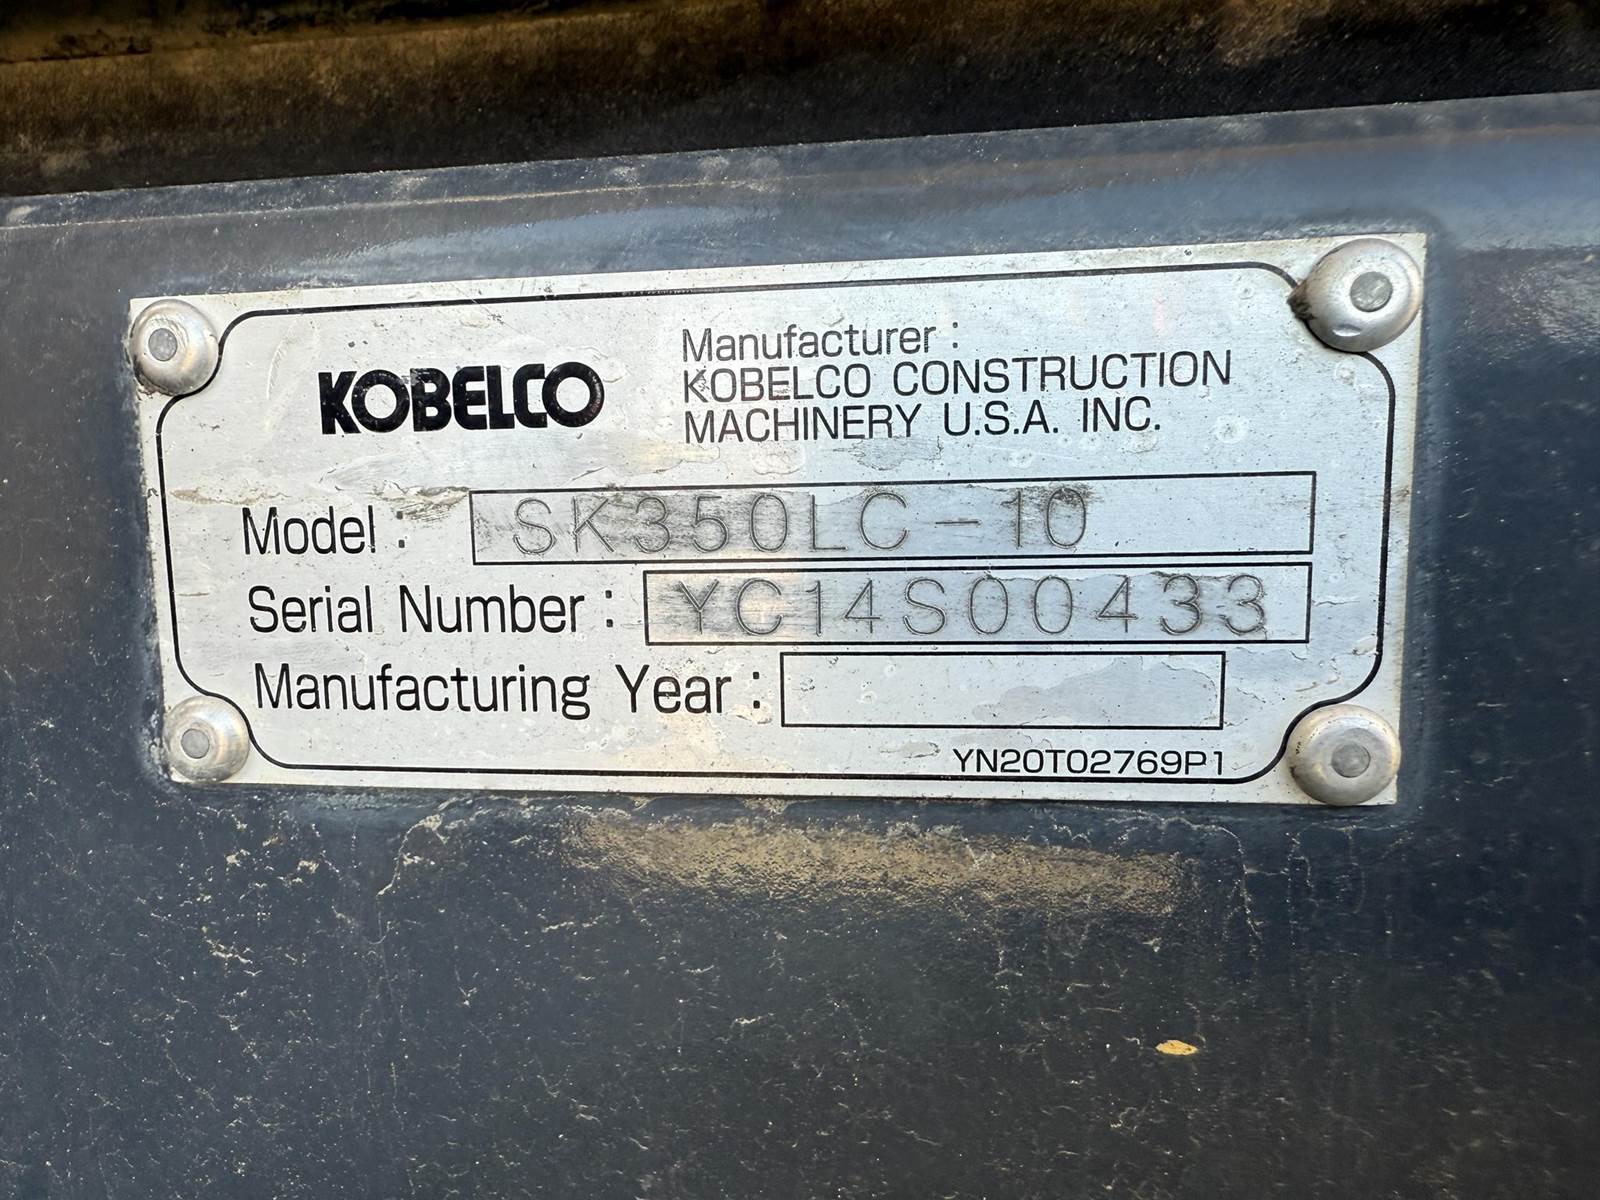 KOBELCO
Manufacturer :
KOBELCO CONSTRUCTION
MACHINERY U.S.A. INC.
Model : SK350LC-10
Serial Number : YC14S00433
Manufacturing Year :
YN20T02769P1